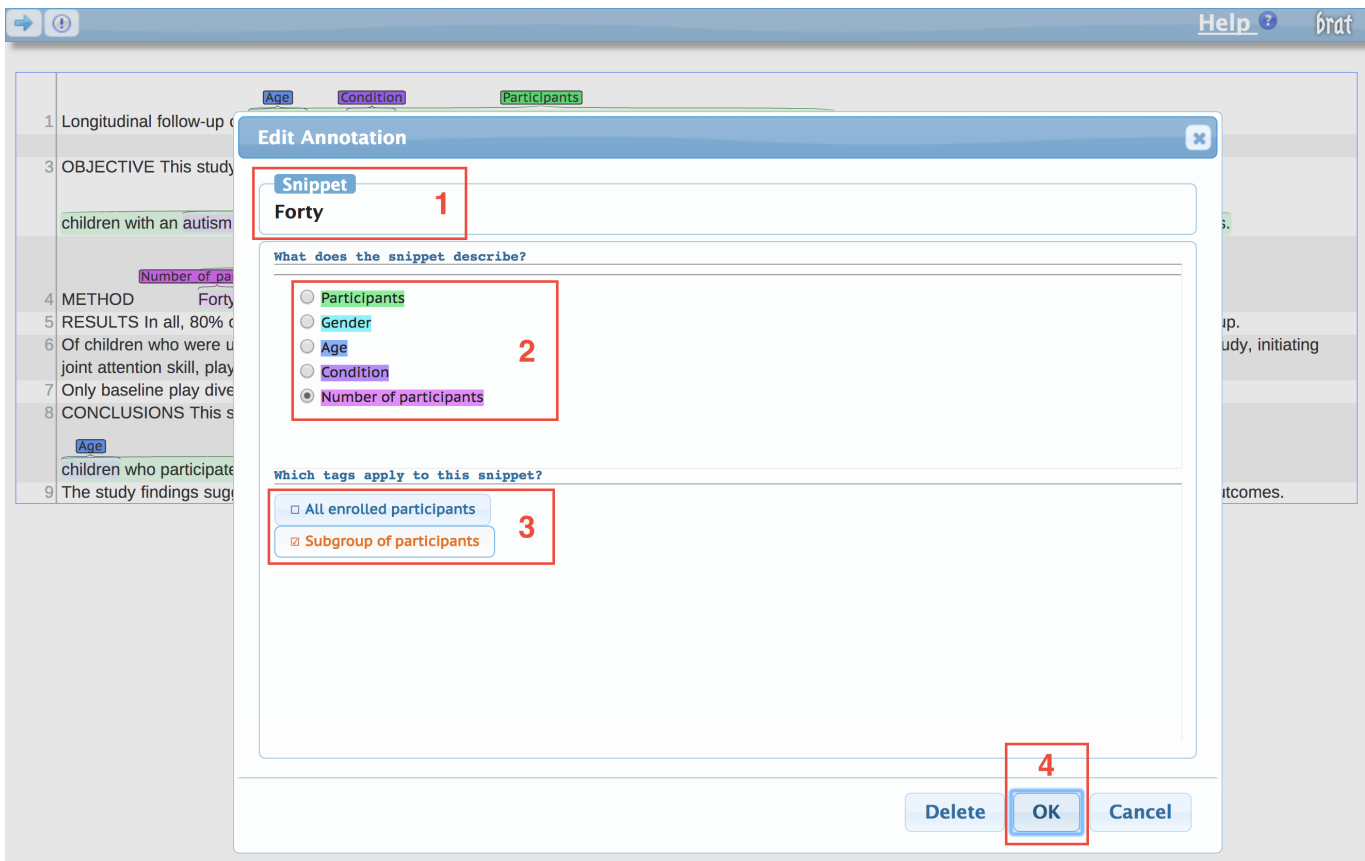 Help ? brat
Age Condition Participants
1 Longitudinal follow-up
Edit Annotation
3 OBJECTIVE This study
Snippet
1
Forty
children with an autism s.
What does the snippet describe?
Number of pa
Participants
4 METHOD Forty
Gender
5 RESULTS In all, 80% up.
6 Of children who were u udy, initiating
Age
2
joint attention skill, play
Condition
7 Only baseline play dive
Number of participants
8 CONCLUSIONS This s
Age
children who participate
Which tags apply to this snippet?
9 The study findings sug itcomes.
All enrolled participants
3
Subgroup of participants
4
Delete OK Cancel